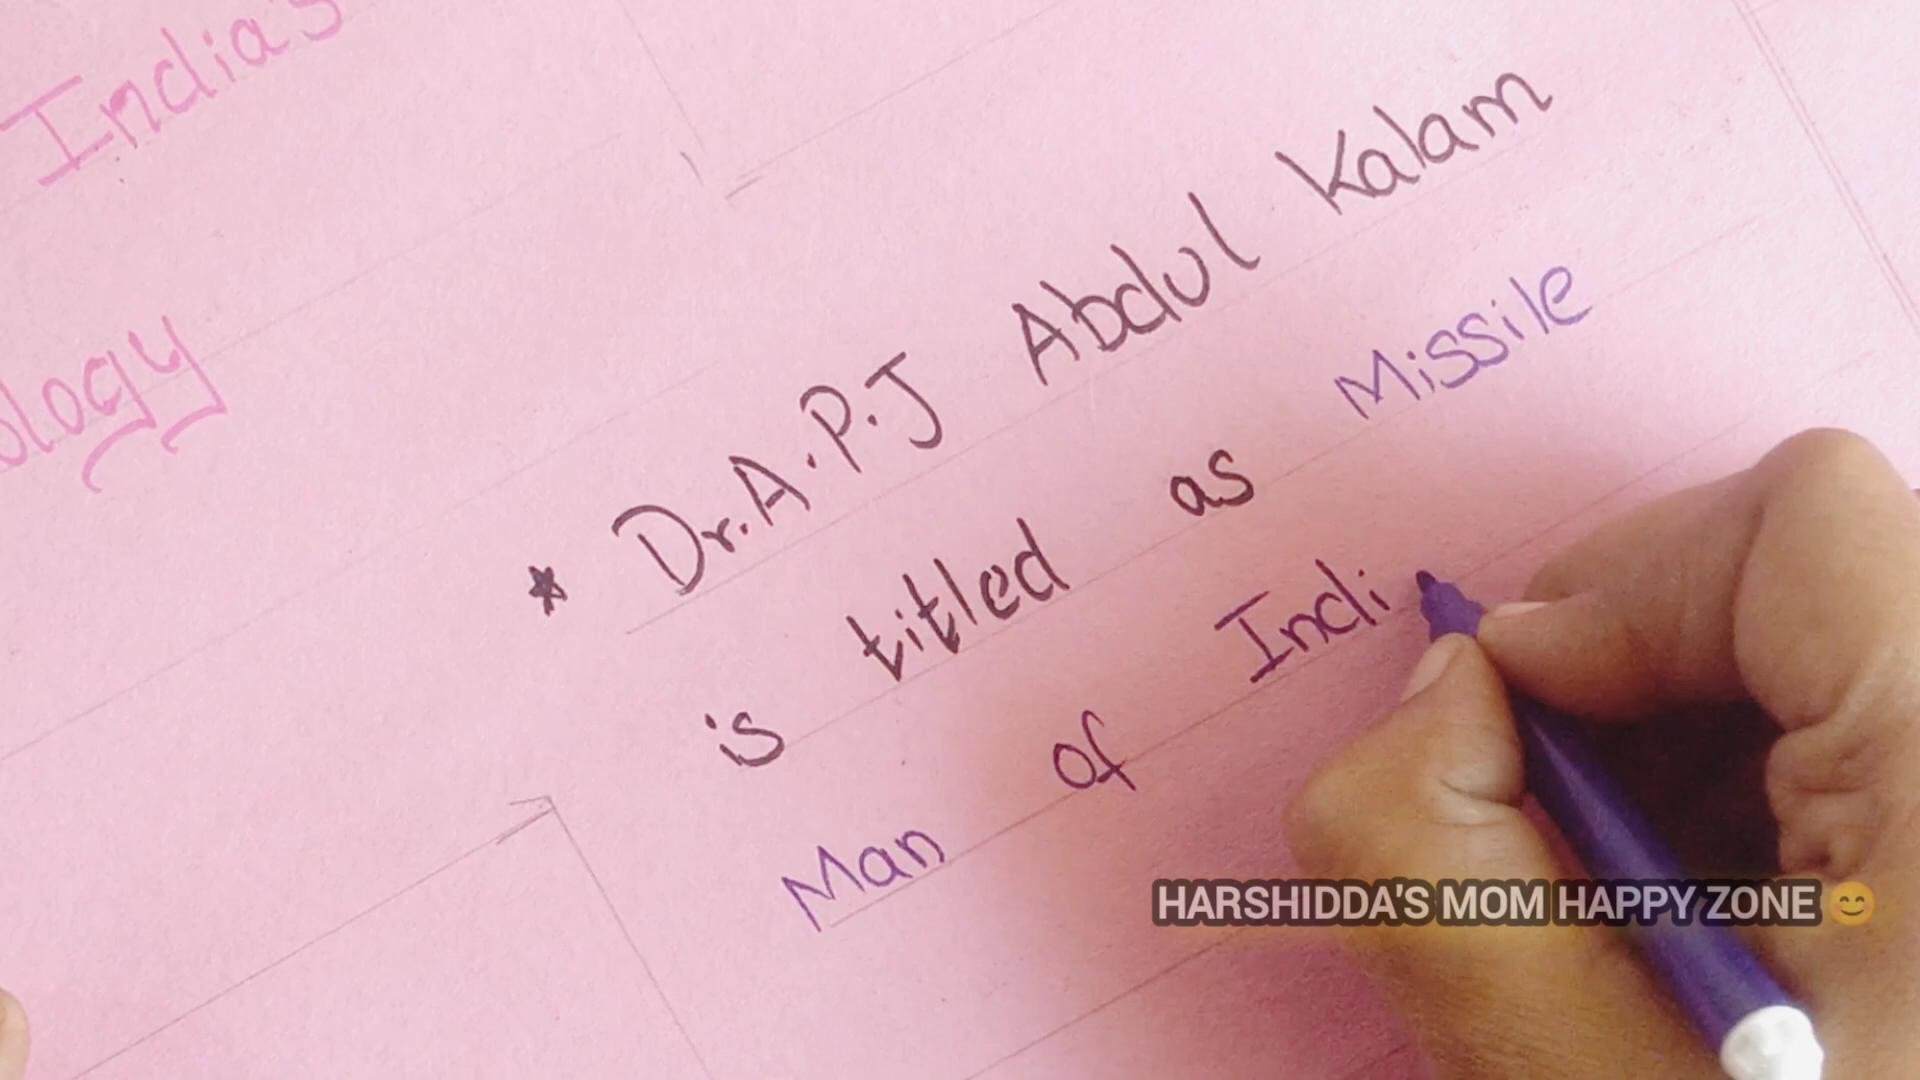 India's
ology
* Dr.A.P.J Abdul Kalam
is titled as Missile
Man of Indi
HARSHIDDA'S MOM HAPPY ZONE 😊